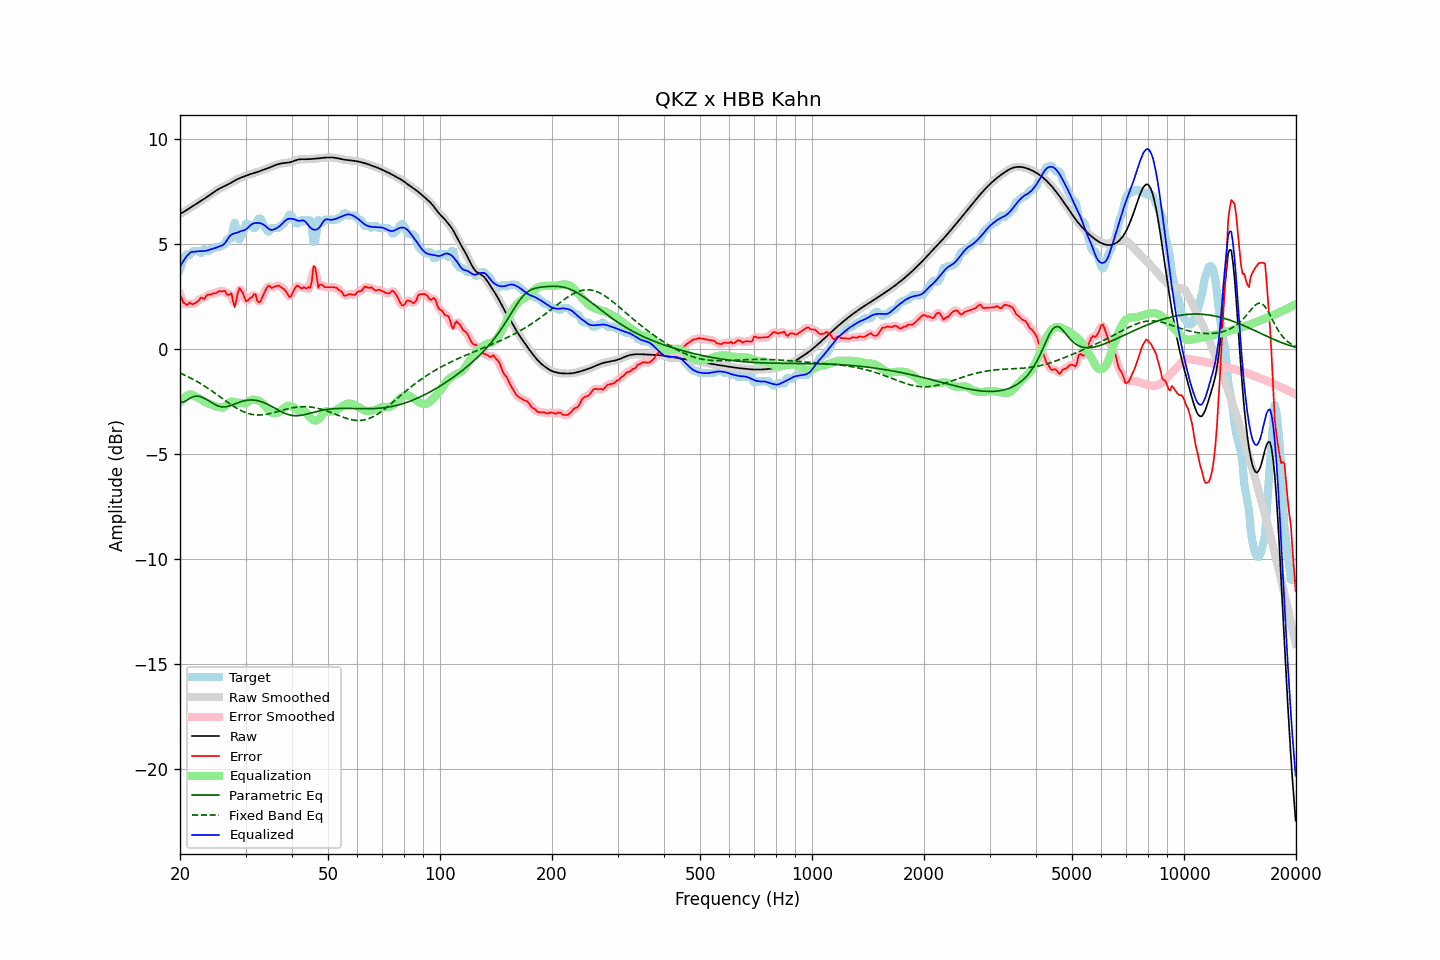 QKZ x HBB Kahn
Amplitude (dBr)
10
5
0
−5
−10
−15
−20
Target
Raw Smoothed
Error Smoothed
Raw
Error
Equalization
Parametric Eq
Fixed Band Eq
Equalized
20 50 100 200 500 1000 2000 5000 10000 20000
Frequency (Hz)